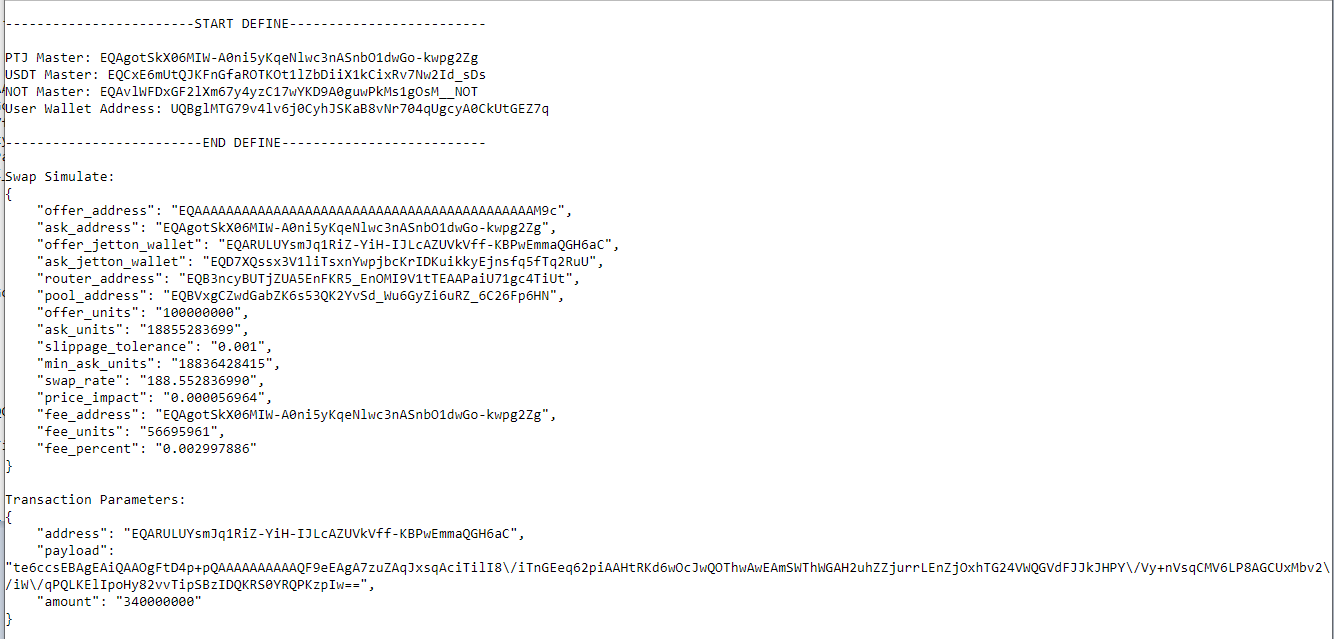 ------------------------START DEFINE-------------------------
PTJ Master: EQAgotSkX06MIW-A0ni5yKqeNlwc3nASnbO1dwGo-kwpg2Zg
USDT Master: EQCxE6mUtQJKFnGfaROTKOt1lZbDiiX1kCixRv7Nw2Id_sDs
NOT Master: EQAvlWFDxGF2lXm67y4yzC17wYKD9A0guwPkMs1gOsM__NOT
User Wallet Address: UQBglMTG79v4lv6j0CyhJSKaB8vNr704qUgcyA0CkUtGEZ7q
-------------------------END DEFINE--------------------------
Swap Simulate:
{
"offer_address": "EQAAAAAAAAAAAAAAAAAAAAAAAAAAAAAAAAAAAAAAAAAAAM9c",
"ask_address": "EQAgotSkX06MIW-A0ni5yKqeNlwc3nASnbO1dwGo-kwpg2Zg",
"offer_jetton_wallet": "EQARULUYsmJq1RiZ-YiH-IJLcAZUVkVff-KBPwEmmaQGH6aC",
"ask_jetton_wallet": "EQD7XQssx3V1liTsxnYwpjbcKrIDKuikkyEjnsfq5fTq2RuU",
"router_address": "EQB3ncyBUTjZUA5EnFKR5_EnOMI9V1tTEAAPaiU71gc4TiUt",
"pool_address": "EQBVxgCZwdGabZK6s53QK2YvSd_Wu6GyZi6uRZ_6C26Fp6HN",
"offer_units": "100000000",
"ask_units": "18855283699",
"slippage_tolerance": "0.001",
"min_ask_units": "18836428415",
"swap_rate": "188.552836990",
"price_impact": "0.000056964",
"fee_address": "EQAgotSkX06MIW-A0ni5yKqeNlwc3nASnbO1dwGo-kwpg2Zg",
"fee_units": "56695961",
"fee_percent": "0.002997886"
}
Transaction Parameters:
{
"address": "EQARULUYsmJq1RiZ-YiH-IJLcAZUVkVff-KBPwEmmaQGH6aC",
"payload":
"te6ccsEBAgEAiQAAOgFtD4p+pQAAAAAAAAAAQF9eEAgA7zuZAqJxsqAciTilI8\/iTnGEeq62piAAHtRKd6wOcJwQOThwAwEAmSWThWGAH2uhZZjurrLEnZjOxhTG24VWQGVdFJJkJHPY\/Vy+nVsqCMV6LP8AGCUxMbv2\
/iW\/qPQLKElIpoHy82vvTipSBzIDQKRS0YRQPKzpIw==",
"amount": "340000000"
}